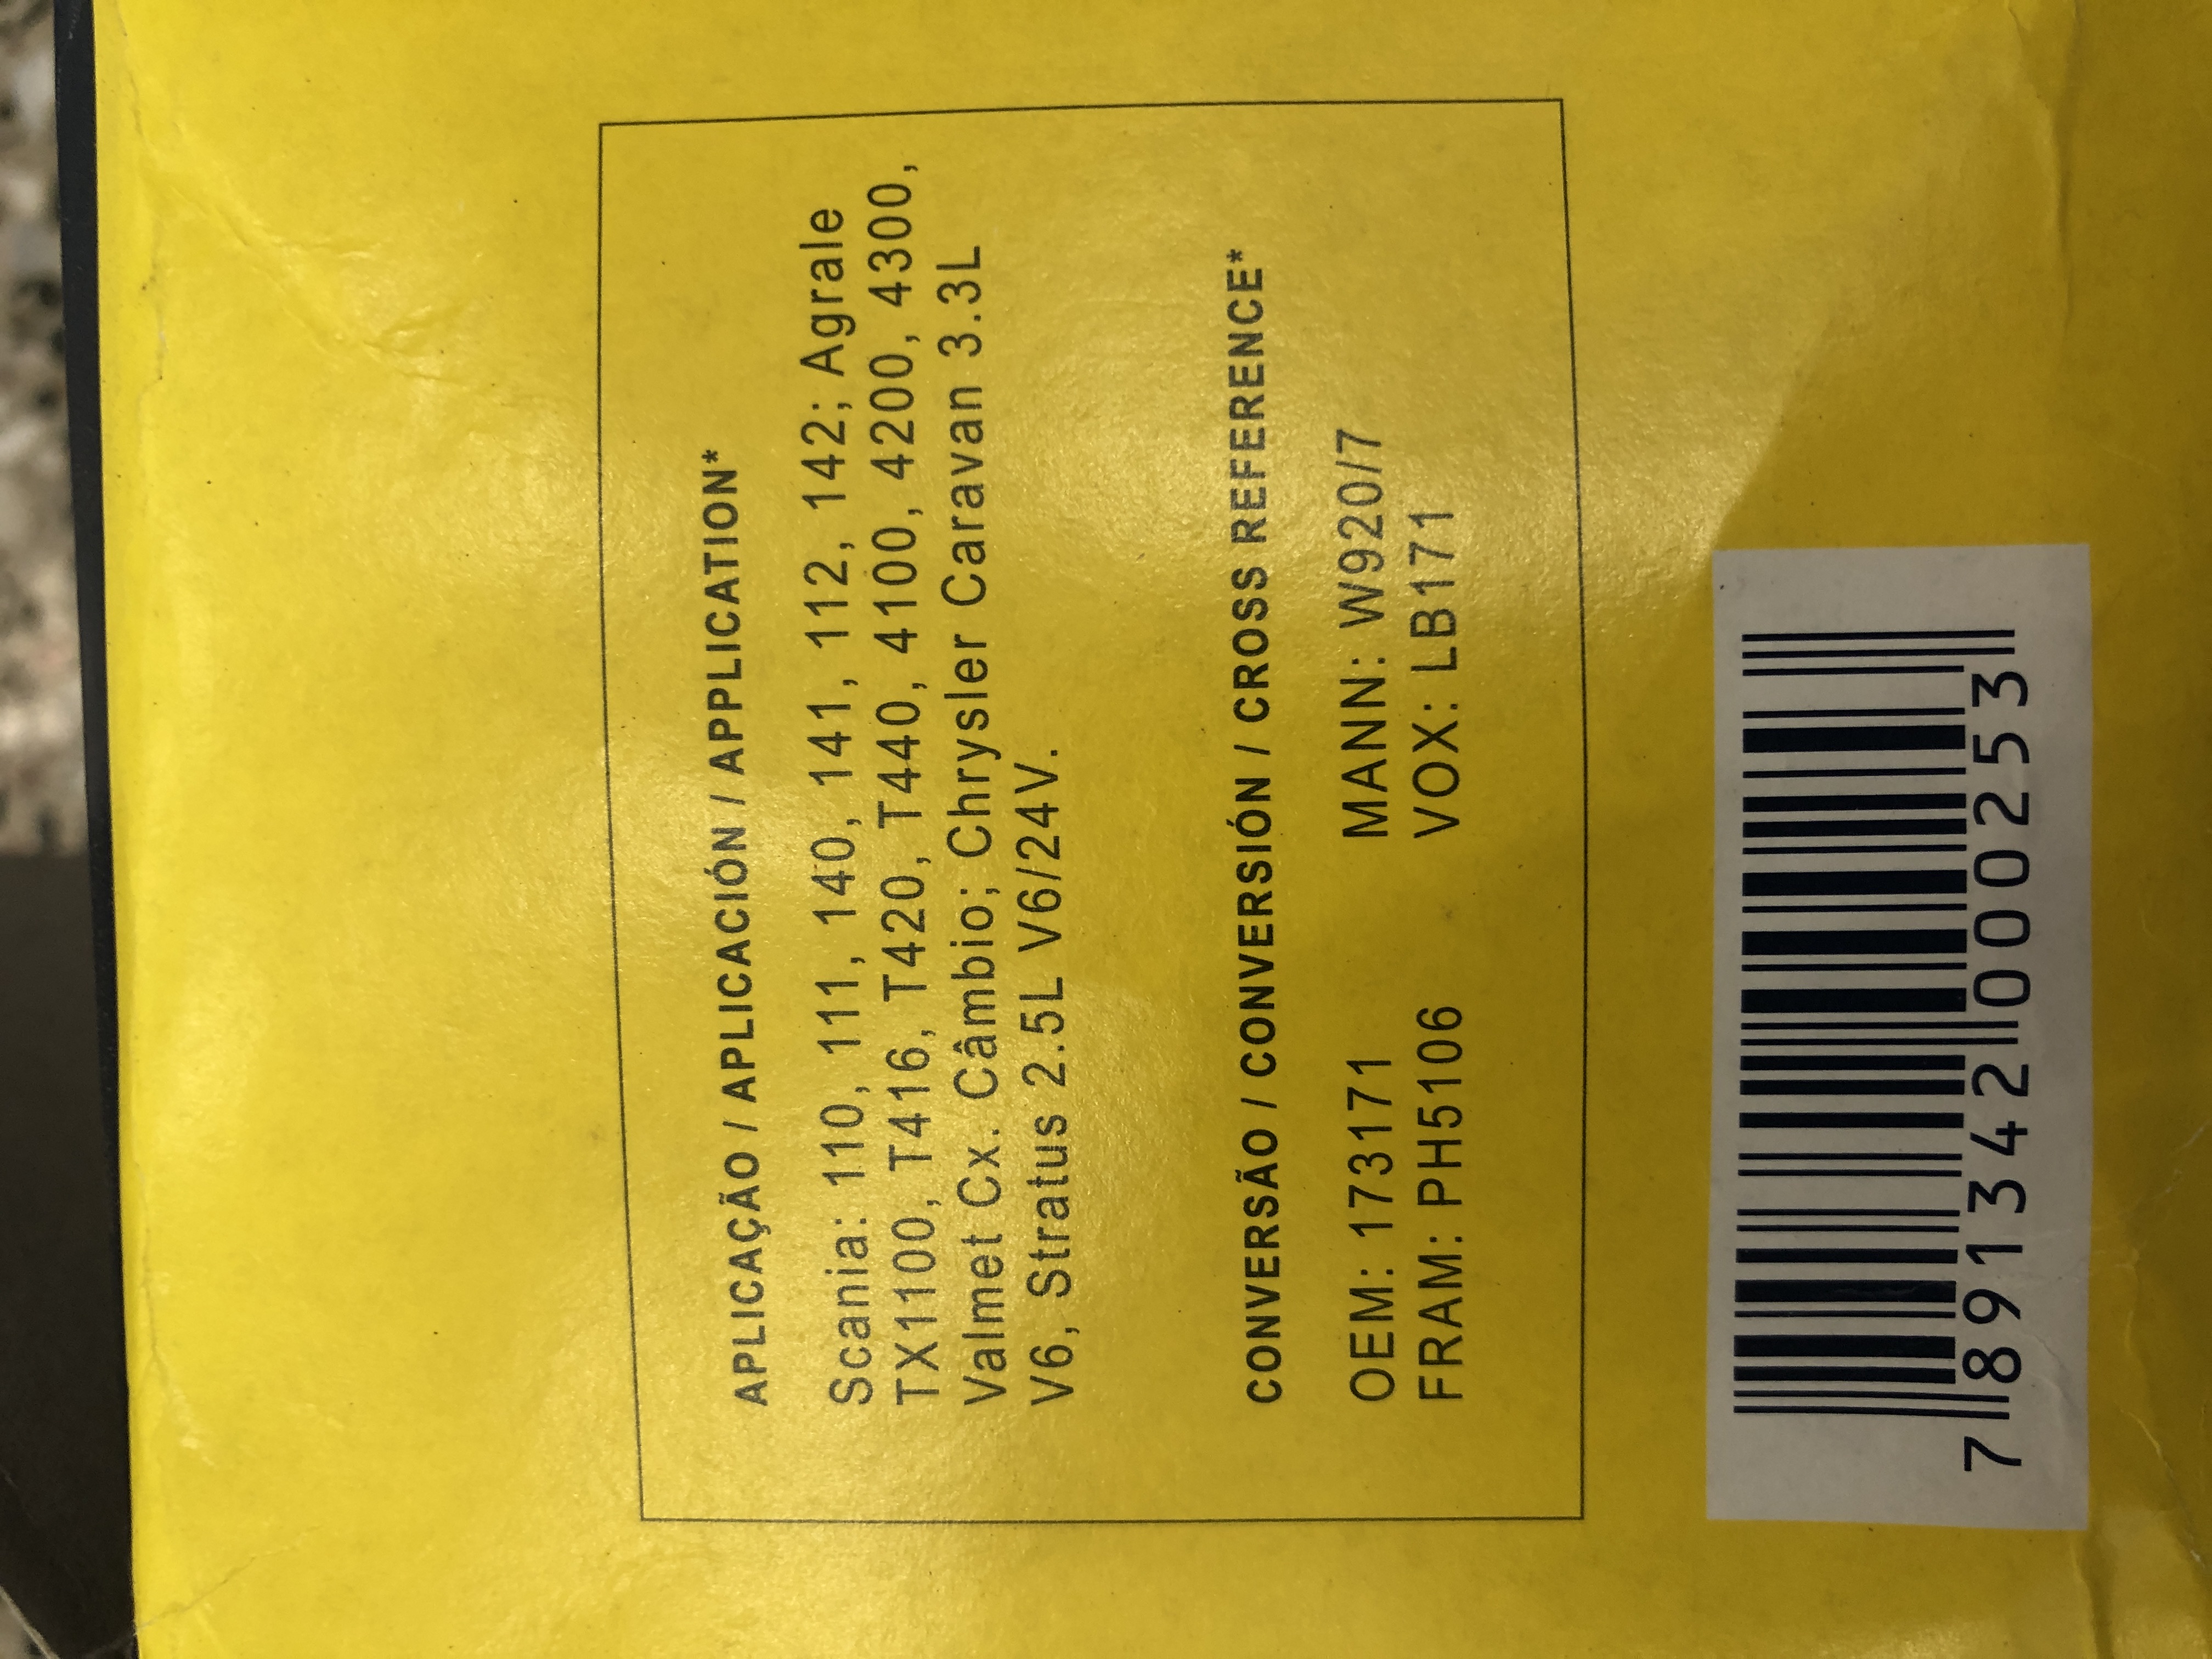 APLICAÇÃO / APLICACIÓN / APPLICATION*
Scania: 110, 111, 140, 141, 112, 142; Agrale
TX1100, T416, T420, T440, 4100, 4200, 4300,
Valmet Cx. Câmbio; Chrysler Caravan 3.3L
V6, Stratus 2.5L V6/24V.
CONVERSÃO / CONVERSIÓN / CROSS REFERENCE*
OEM: 173171 MANN: W920/7
FRAM: PH5106 VOX: LB171
7 891342 000253